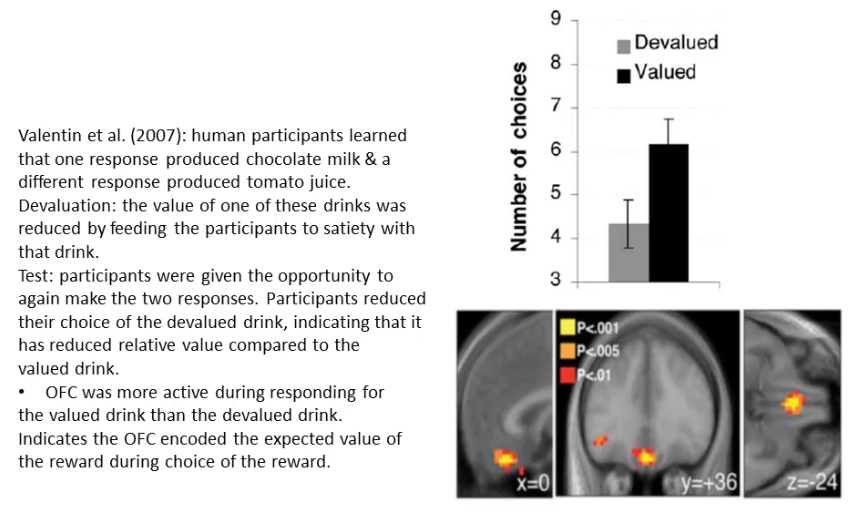 Valentin et al. (2007): human participants learned
that one response produced chocolate milk & a
different response produced tomato juice.
Devaluation: the value of one of these drinks was
reduced by feeding the participants to satiety with
that drink.
Test: participants were given the opportunity to
again make the two responses. Participants reduced
their choice of the devalued drink, indicating that it
has reduced relative value compared to the
valued drink.
• OFC was more active during responding for
the valued drink than the devalued drink.
Indicates the OFC encoded the expected value of
the reward during choice of the reward.
Number of choices
9
8
7
6
5
4
3
Devalued
Valued
P<.001
P<.005
P<.01
x=0
y=+36
z=-24